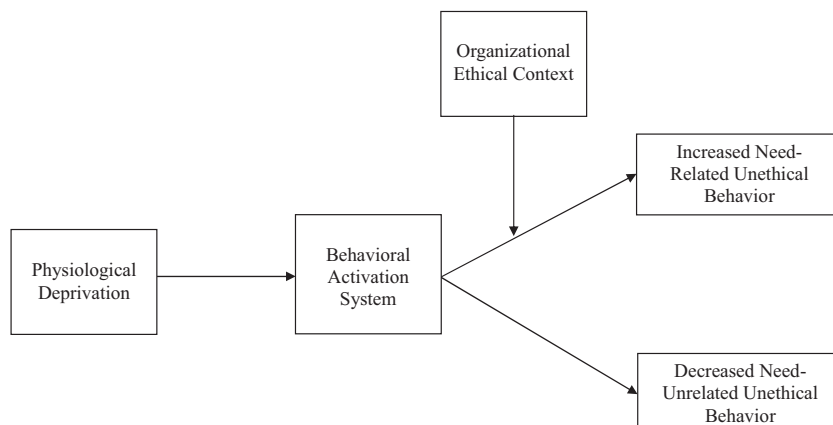 Organizational
Ethical Context
Increased Need-
Related Unethical
Behavior
Physiological
Deprivation
Behavioral
Activation
System
Decreased Need-
Unrelated Unethical
Behavior